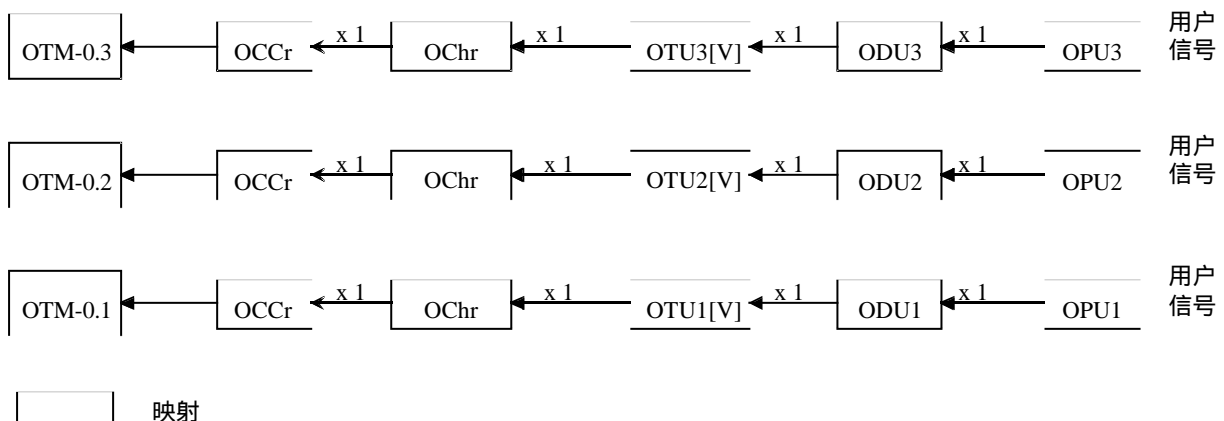 用户
OTM-0.3 OCCr x 1 OChr x 1 OTU3[V] x 1 ODU3 x 1 OPU3 信号
用户
OTM-0.2 OCCr x 1 OChr x 1 OTU2[V] x 1 ODU2 x 1 OPU2 信号
用户
OTM-0.1 OCCr x 1 OChr x 1 OTU1[V] x 1 ODU1 x 1 OPU1 信号
映射